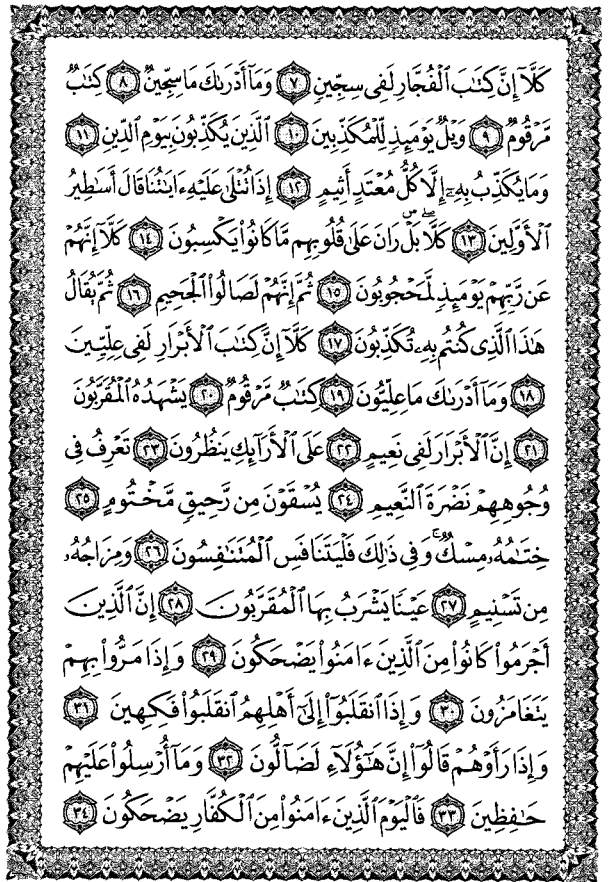 كَلَّآ إِنَّ كِتَٰبَ ٱلْفُجَّارِ لَفِى سِجِّينٍ ٧ وَمَآ أَدْرَىٰكَ مَا سِجِّينٌ ٨ كِتَٰبٌ
مَّرْقُومٌ ٩ وَيْلٌ يَوْمَئِذٍ لِّلْمُكَذِّبِينَ ١٠ ٱلَّذِينَ يُكَذِّبُونَ بِيَوْمِ ٱلدِّينِ ١١
وَمَا يُكَذِّبُ بِهِۦٓ إِلَّا كُلُّ مُعْتَدٍ أَثِيمٍ ١٢ إِذَا تُتْلَىٰ عَلَيْهِ ءَايَٰتُنَا قَالَ أَسَٰطِيرُ
ٱلْأَوَّلِينَ ١٣ كَلَّا ۖ بَلْ ۜ رَانَ عَلَىٰ قُلُوبِهِم مَّا كَانُوا۟ يَكْسِبُونَ ١٤ كَلَّآ إِنَّهُمْ
عَن رَّبِّهِمْ يَوْمَئِذٍ لَّمَحْجُوبُونَ ١٥ ثُمَّ إِنَّهُمْ لَصَالُوا۟ ٱلْجَحِيمِ ١٦ ثُمَّ يُقَالُ
هَٰذَا ٱلَّذِى كُنتُم بِهِۦ تُكَذِّبُونَ ١٧ كَلَّآ إِنَّ كِتَٰبَ ٱلْأَبْرَارِ لَفِى عِلِّيِّينَ
١٨ وَمَآ أَدْرَىٰكَ مَا عِلِّيُّونَ ١٩ كِتَٰبٌ مَّرْقُومٌ ٢٠ يَشْهَدُهُ ٱلْمُقَرَّبُونَ
٢١ إِنَّ ٱلْأَبْرَارَ لَفِى نَعِيمٍ ٢٢ عَلَى ٱلْأَرَآئِكِ يَنظُرُونَ ٢٣ تَعْرِفُ فِى
وُجُوهِهِمْ نَضْرَةَ ٱلنَّعِيمِ ٢٤ يُسْقَوْنَ مِن رَّحِيقٍ مَّخْتُومٍ ٢٥
خِتَٰمُهُۥ مِسْكٌ ۚ وَفِى ذَٰلِكَ فَلْيَتَنَافَسِ ٱلْمُتَنَٰفِسُونَ ٢٦ وَمِزَاجُهُۥ
مِن تَسْنِيمٍ ٢٧ عَيْنًا يَشْرَبُ بِهَا ٱلْمُقَرَّبُونَ ٢٨ إِنَّ ٱلَّذِينَ
أَجْرَمُوا۟ كَانُوا۟ مِنَ ٱلَّذِينَ ءَامَنُوا۟ يَضْحَكُونَ ٢٩ وَإِذَا مَرُّوا۟ بِهِمْ
يَتَغَامَزُونَ ٣٠ وَإِذَا ٱنقَلَبُوٓا۟ إِلَىٰٓ أَهْلِهِمُ ٱنقَلَبُوا۟ فَكِهِينَ ٣١
وَإِذَا رَأَوْهُمْ قَالُوٓا۟ إِنَّ هَٰٓؤُلَآءِ لَضَآلُّونَ ٣٢ وَمَآ أُرْسِلُوا۟ عَلَيْهِمْ
حَٰفِظِينَ ٣٣ فَٱلْيَوْمَ ٱلَّذِينَ ءَامَنُوا۟ مِنَ ٱلْكُفَّارِ يَضْحَكُونَ ٣٤